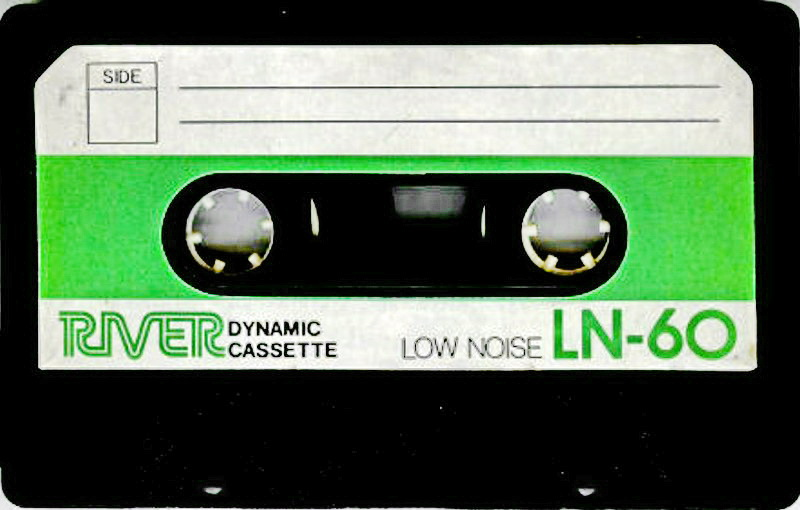 SIDE
RIVER DYNAMIC CASSETTE
LOW NOISE LN-60